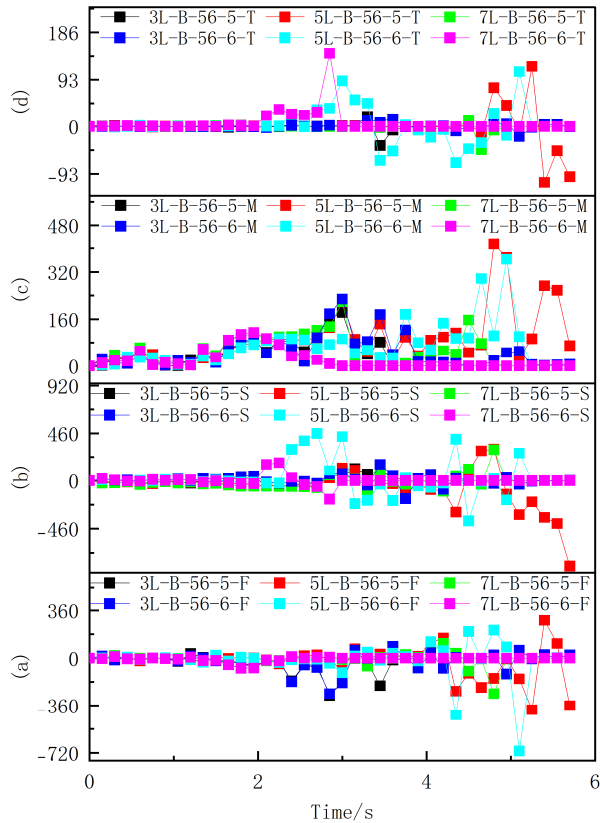 3L-B-56-5-T 5L-B-56-5-T 7L-B-56-5-T
3L-B-56-6-T 5L-B-56-6-T 7L-B-56-6-T
186
93
0
-93
(d)
3L-B-56-5-M 5L-B-56-5-M 7L-B-56-5-M
3L-B-56-6-M 5L-B-56-6-M 7L-B-56-6-M
480
320
160
0
(c)
3L-B-56-5-S 5L-B-56-5-S 7L-B-56-5-S
3L-B-56-6-S 5L-B-56-6-S 7L-B-56-6-S
920
460
0
-460
(b)
3L-B-56-5-F 5L-B-56-5-F 7L-B-56-5-F
3L-B-56-6-F 5L-B-56-6-F 7L-B-56-6-F
360
0
-360
-720
(a)
0 2 4 6
Time/s